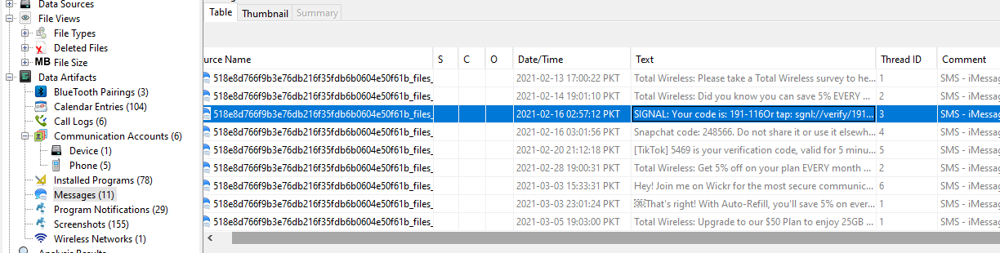 Data Sources
File Views
File Types
Deleted Files
MB File Size
Data Artifacts
BlueTooth Pairings (3)
Calendar Entries (104)
Call Logs (6)
Communication Accounts (6)
Device (1)
Phone (5)
Installed Programs (78)
Messages (11)
Program Notifications (29)
Screenshots (155)
Wireless Networks (1)
Analysis Results
Table Thumbnail Summary
urce Name S C O Date/Time Text Thread ID Comment
518e8d766f9b3e76db216f35fdb6b0604e50f61b_files_ 2021-02-13 17:00:22 PKT Total Wireless: Please take a Total Wireless survey to he... 1 SMS - iMessag
518e8d766f9b3e76db216f35fdb6b0604e50f61b_files_ 2021-02-14 19:01:10 PKT Total Wireless: Did you know you can save 5% EVERY ... 2 SMS - iMessag
518e8d766f9b3e76db216f35fdb6b0604e50f61b_files_ 2021-02-16 02:57:12 PKT SIGNAL: Your code is: 191-116Or tap: sgnl://verify/191... 3 SMS - iMessag
518e8d766f9b3e76db216f35fdb6b0604e50f61b_files_ 2021-02-16 03:01:56 PKT Snapchat code: 248566. Do not share it or use it elsewh... 4 SMS - iMessag
518e8d766f9b3e76db216f35fdb6b0604e50f61b_files_ 2021-02-20 21:12:18 PKT [TikTok] 5469 is your verification code, valid for 5 minu... 5 SMS - iMessag
518e8d766f9b3e76db216f35fdb6b0604e50f61b_files_ 2021-02-28 19:00:31 PKT Total Wireless: Get 5% off on your plan EVERY month ... 2 SMS - iMessag
518e8d766f9b3e76db216f35fdb6b0604e50f61b_files_ 2021-03-03 15:33:31 PKT Hey! Join me on Wickr for the most secure communic... 6 SMS - iMessag
518e8d766f9b3e76db216f35fdb6b0604e50f61b_files_ 2021-03-03 23:01:24 PKT That's right! With Auto-Refill, you'll save 5% on ever... 1 SMS - iMessag
518e8d766f9b3e76db216f35fdb6b0604e50f61b_files_ 2021-03-05 19:03:00 PKT Total Wireless: Upgrade to our $50 Plan to enjoy 25GB ... 2 SMS - iMessag